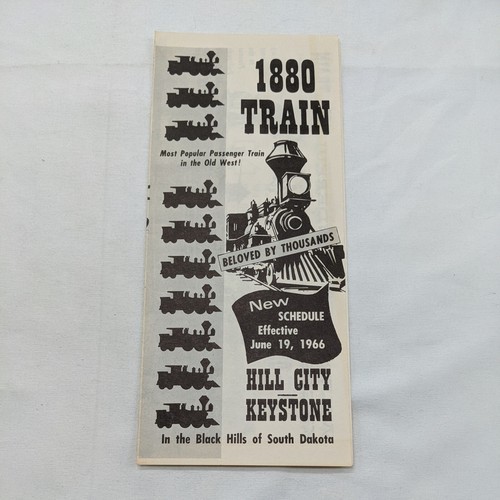 1880
TRAIN
Most Popular Passenger Train
in the Old West!
BELOVED BY THOUSANDS
New
SCHEDULE
Effective
June 19, 1966
HILL CITY
KEYSTONE
In the Black Hills of South Dakota